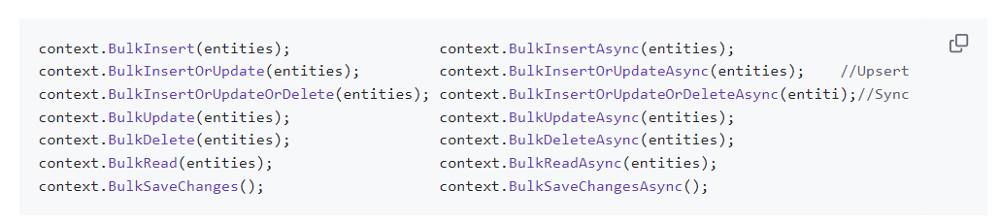 context.BulkInsert(entities);                 context.BulkInsertAsync(entities);
context.BulkInsertOrUpdate(entities);         context.BulkInsertOrUpdateAsync(entities);    //Upsert
context.BulkInsertOrUpdateOrDelete(entities); context.BulkInsertOrUpdateOrDeleteAsync(entiti);//Sync
context.BulkUpdate(entities);                 context.BulkUpdateAsync(entities);
context.BulkDelete(entities);                 context.BulkDeleteAsync(entities);
context.BulkRead(entities);                   context.BulkReadAsync(entities);
context.BulkSaveChanges();                    context.BulkSaveChangesAsync();